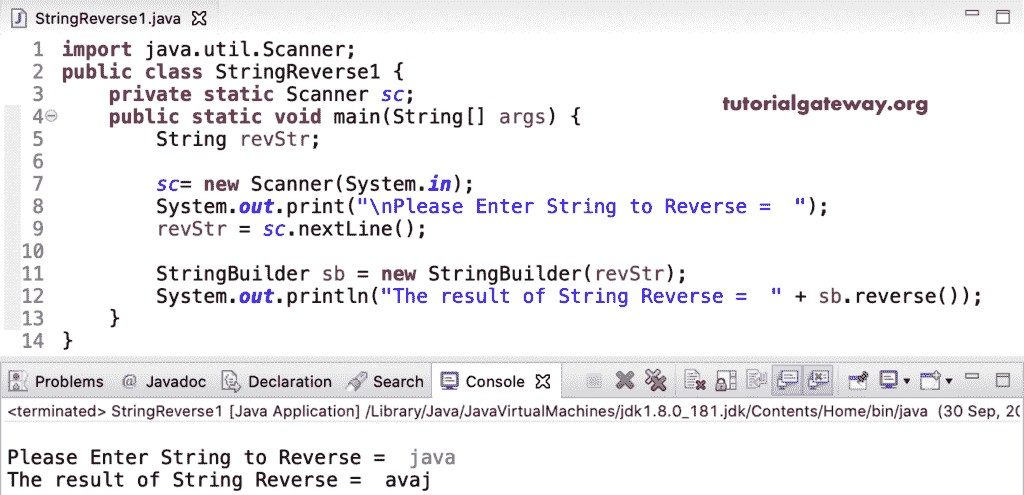 StringReverse1.java
1 import java.util.Scanner;
2 public class StringReverse1 {
3     private static Scanner sc;
4     public static void main(String[] args) {
5         String revStr;
6
7         sc= new Scanner(System.in);
8         System.out.print("\nPlease Enter String to Reverse =  ");
9         revStr = sc.nextLine();
10
11         StringBuilder sb = new StringBuilder(revStr);
12         System.out.println("The result of String Reverse =  " + sb.reverse());
13     }
14 }
tutorialgateway.org
Problems @ Javadoc Declaration Search Console
<terminated> StringReverse1 [Java Application] /Library/Java/JavaVirtualMachines/jdk1.8.0_181.jdk/Contents/Home/bin/java (30 Sep, 20
Please Enter String to Reverse =  java
The result of String Reverse =  avaj